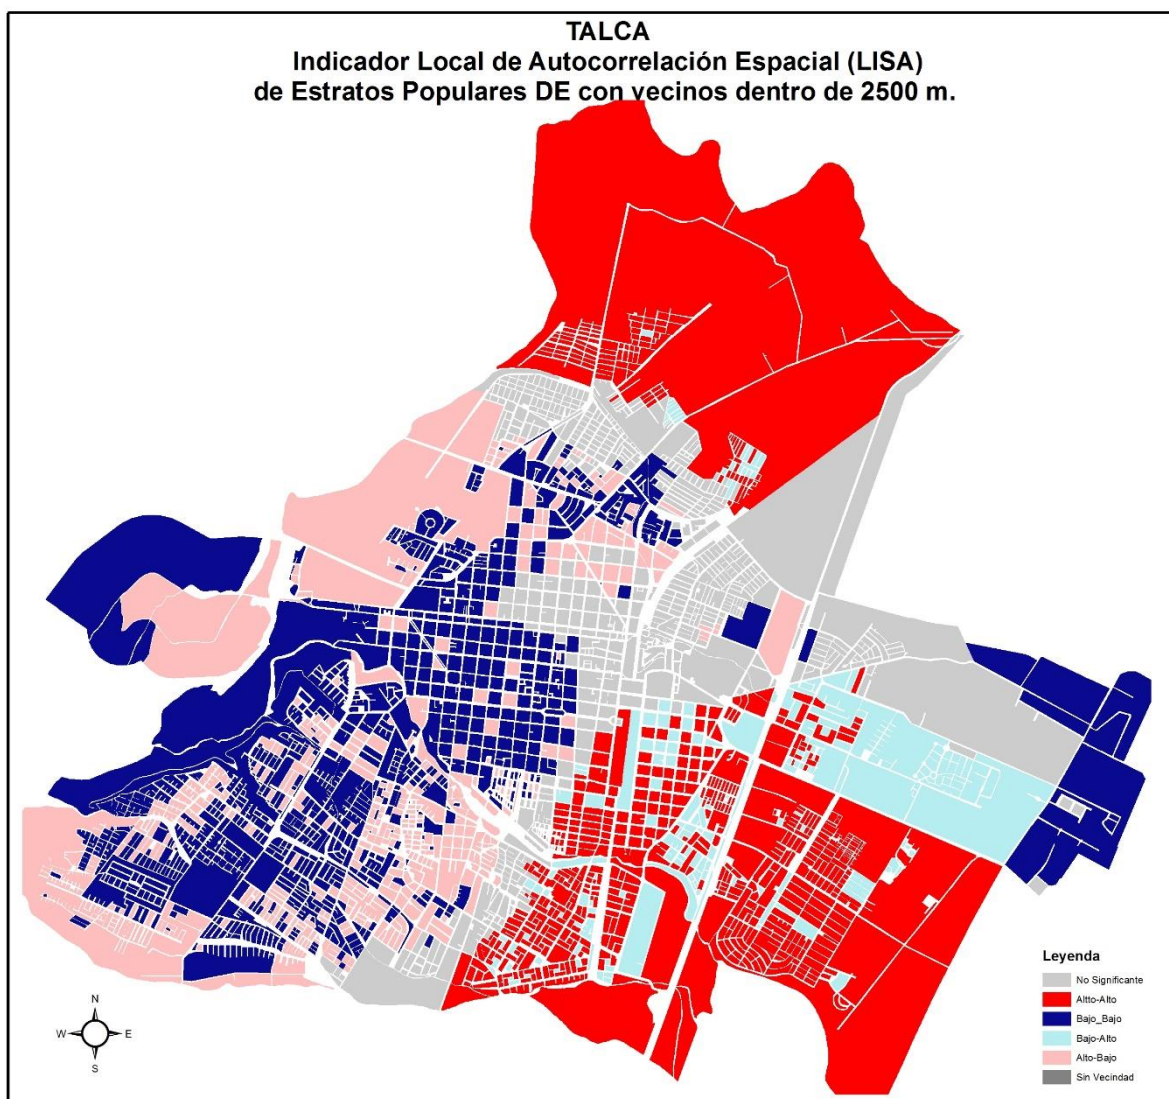 TALCA
Indicador Local de Autocorrelación Espacial (LISA)
de Estratos Populares DE con vecinos dentro de 2500 m.
Leyenda
No Significante
Altto-Alto
Bajo_Bajo
Bajo-Alto
Alto-Bajo
Sin Vecindad
N
W E
S